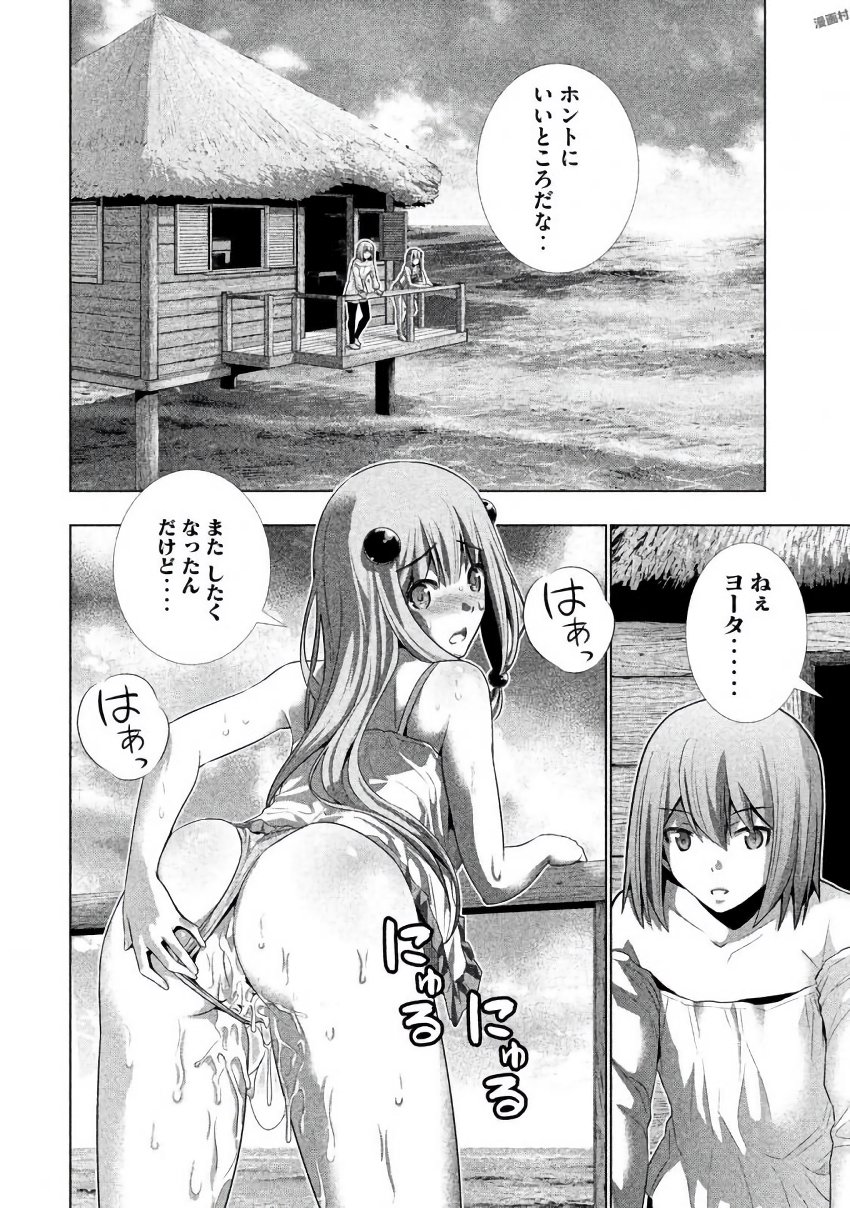 漫画村
ホントに
いいところだな‥
ねぇ
ヨータ‥‥‥
はぁっ
また したく
なったん
だけど‥‥
はぁっ
にゅる
にゅる